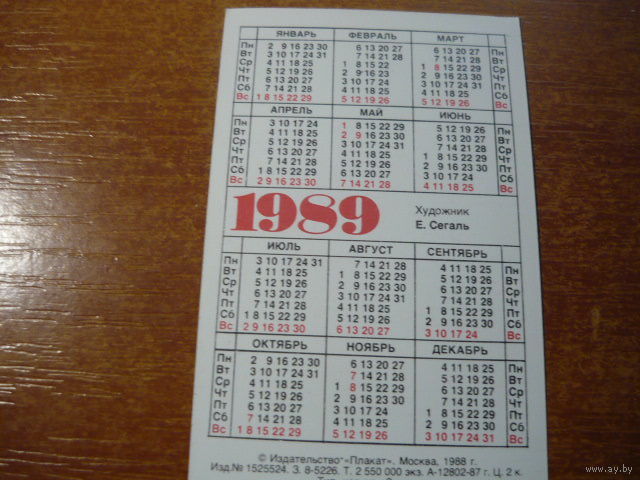 ЯНВАРЬ ФЕВРАЛЬ МАРТ
Пн 2 9 16 23 30 6 13 20 27 6 13 20 27 Пн
Вт 3 10 17 24 31 7 14 21 28 7 14 21 28 Вт
Ср 4 11 18 25 1 8 15 22 1 8 15 22 29 Ср
Чт 5 12 19 26 2 9 16 23 2 9 16 23 30 Чт
Пт 6 13 20 27 3 10 17 24 3 10 17 24 31 Пт
Сб 7 14 21 28 4 11 18 25 4 11 18 25 Сб
Вс 1 8 15 22 29 5 12 19 26 5 12 19 26 Вс
АПРЕЛЬ МАЙ ИЮНЬ
Пн 3 10 17 24 1 8 15 22 29 5 12 19 26 Пн
Вт 4 11 18 25 2 9 16 23 30 6 13 20 27 Вт
Ср 5 12 19 26 3 10 17 24 31 7 14 21 28 Ср
Чт 6 13 20 27 4 11 18 25 1 8 15 22 29 Чт
Пт 7 14 21 28 5 12 19 26 2 9 16 23 30 Пт
Сб 1 8 15 22 29 6 13 20 27 3 10 17 24 Сб
Вс 2 9 16 23 30 7 14 21 28 4 11 18 25 Вс
1989 Художник
Е. Сегаль
ИЮЛЬ АВГУСТ СЕНТЯБРЬ
Пн 3 10 17 24 31 7 14 21 28 4 11 18 25 Пн
Вт 4 11 18 25 1 8 15 22 29 5 12 19 26 Вт
Ср 5 12 19 26 2 9 16 23 30 6 13 20 27 Ср
Чт 6 13 20 27 3 10 17 24 31 7 14 21 28 Чт
Пт 7 14 21 28 4 11 18 25 1 8 15 22 29 Пт
Сб 1 8 15 22 29 5 12 19 26 2 9 16 23 30 Сб
Вс 2 9 16 23 30 6 13 20 27 3 10 17 24 Вс
ОКТЯБРЬ НОЯБРЬ ДЕКАБРЬ
Пн 2 9 16 23 30 6 13 20 27 4 11 18 25 Пн
Вт 3 10 17 24 31 7 14 21 28 5 12 19 26 Вт
Ср 4 11 18 25 1 8 15 22 29 6 13 20 27 Ср
Чт 5 12 19 26 2 9 16 23 30 7 14 21 28 Чт
Пт 6 13 20 27 3 10 17 24 1 8 15 22 29 Пт
Сб 7 14 21 28 4 11 18 25 2 9 16 23 30 Сб
Вс 1 8 15 22 29 5 12 19 26 3 10 17 24 31 Вс
© Издательство «Плакат». Москва, 1988 г.
Изд.№ 1525524. З. 8-5226. Т. 2 550 000 экз. А-12802-87 г. Ц. 2 к.
www.ay.by